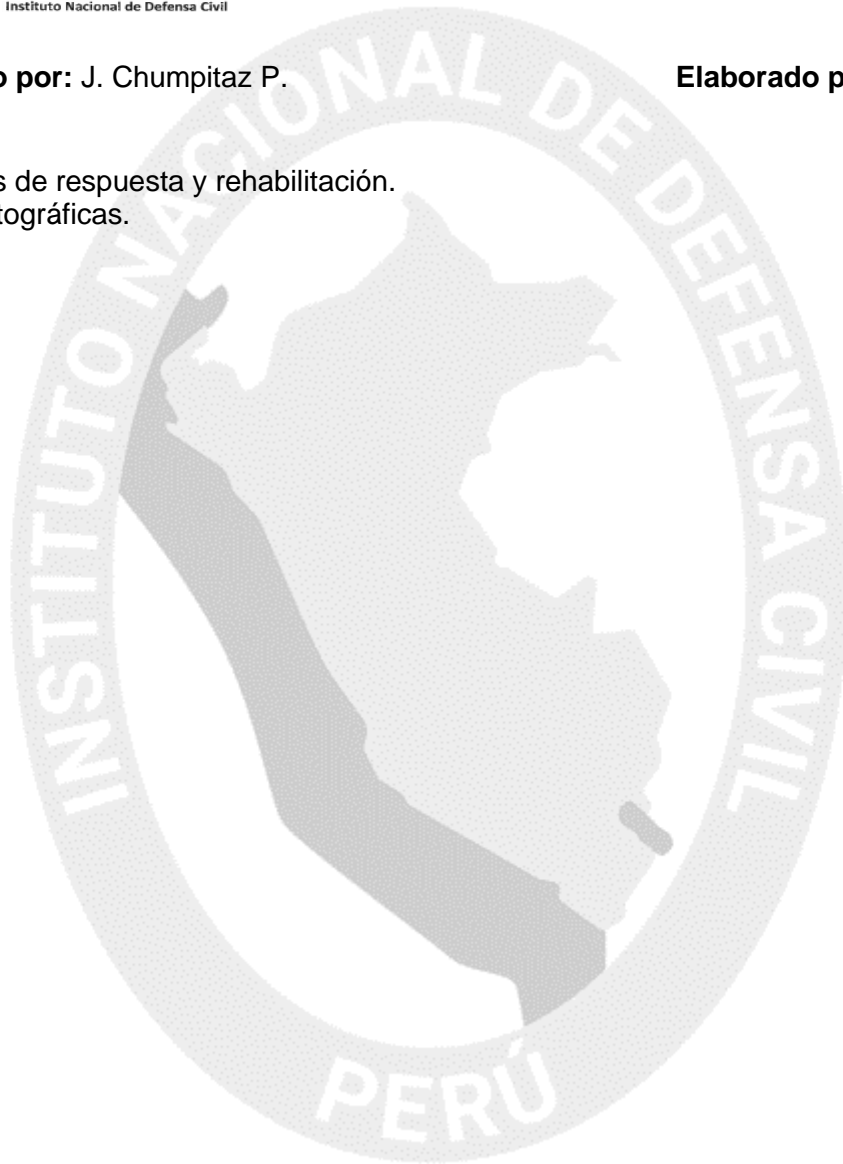 Instituto Nacional de Defensa Civil
o por: J. Chumpitaz P. Elaborado p
s de respuesta y rehabilitación.
tográficas.
INSTITUTO NACIONAL DE DEFENSA CIVIL
PERÚ